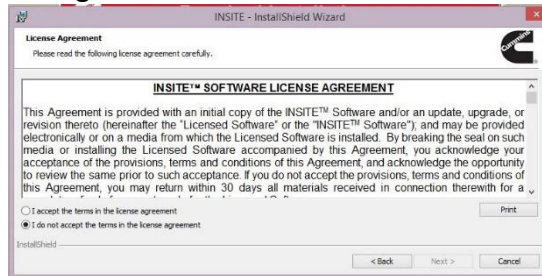 INSITE - InstallShield Wizard
License Agreement
Please read the following license agreement carefully.
Cummins
INSITE™ SOFTWARE LICENSE AGREEMENT
This Agreement is provided with an initial copy of the INSITE™ Software and/or an update, upgrade, or
revision thereto (hereinafter the "Licensed Software" or the "INSITE™ Software"); and may be provided
electronically or on a media from which the Licensed Software is installed. By breaking the seal on such
media or installing the Licensed Software accompanied by this Agreement, you acknowledge your
acceptance of the provisions, terms and conditions of this Agreement, and acknowledge the opportunity
to review the same prior to such acceptance. If you do not accept the provisions, terms and conditions of
this Agreement, you may return within 30 days all materials received in connection therewith for a
I accept the terms in the license agreement
Print
I do not accept the terms in the license agreement
InstallShield
< Back Next > Cancel